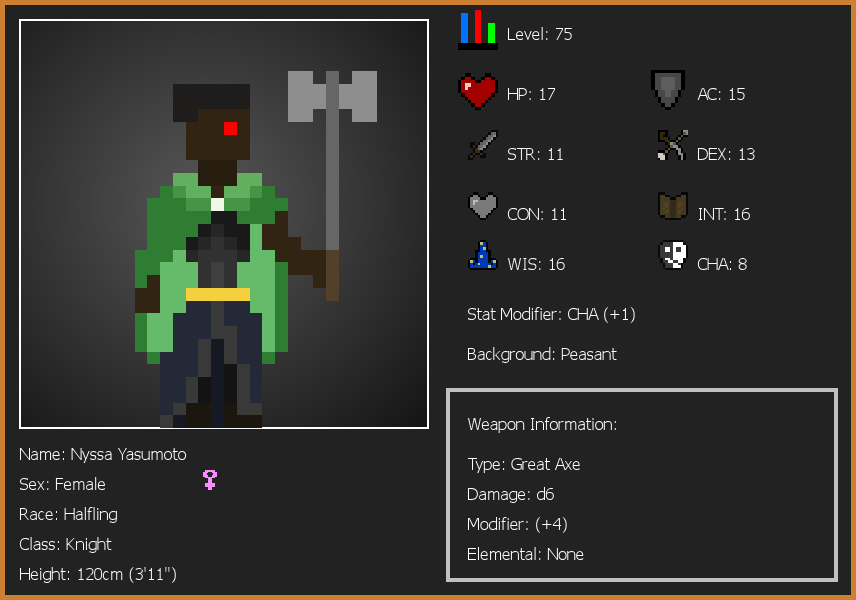 Level: 75
HP: 17
AC: 15
STR: 11
DEX: 13
CON: 11
INT: 16
WIS: 16
CHA: 8
Stat Modifier: CHA (+1)
Background: Peasant
Weapon Information:
Type: Great Axe
Damage: d6
Modifier: (+4)
Elemental: None
Name: Nyssa Yasumoto
Sex: Female
Race: Halfling
Class: Knight
Height: 120cm (3'11")